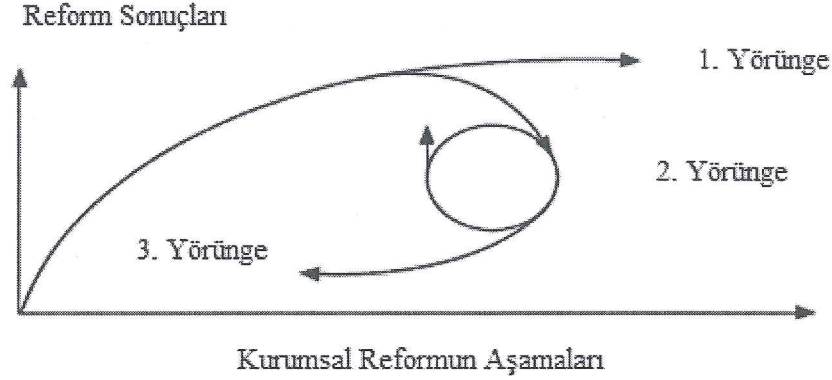 Reform Sonuçları
1. Yörünge
2. Yörünge
3. Yörünge
Kurumsal Reformun Aşamaları